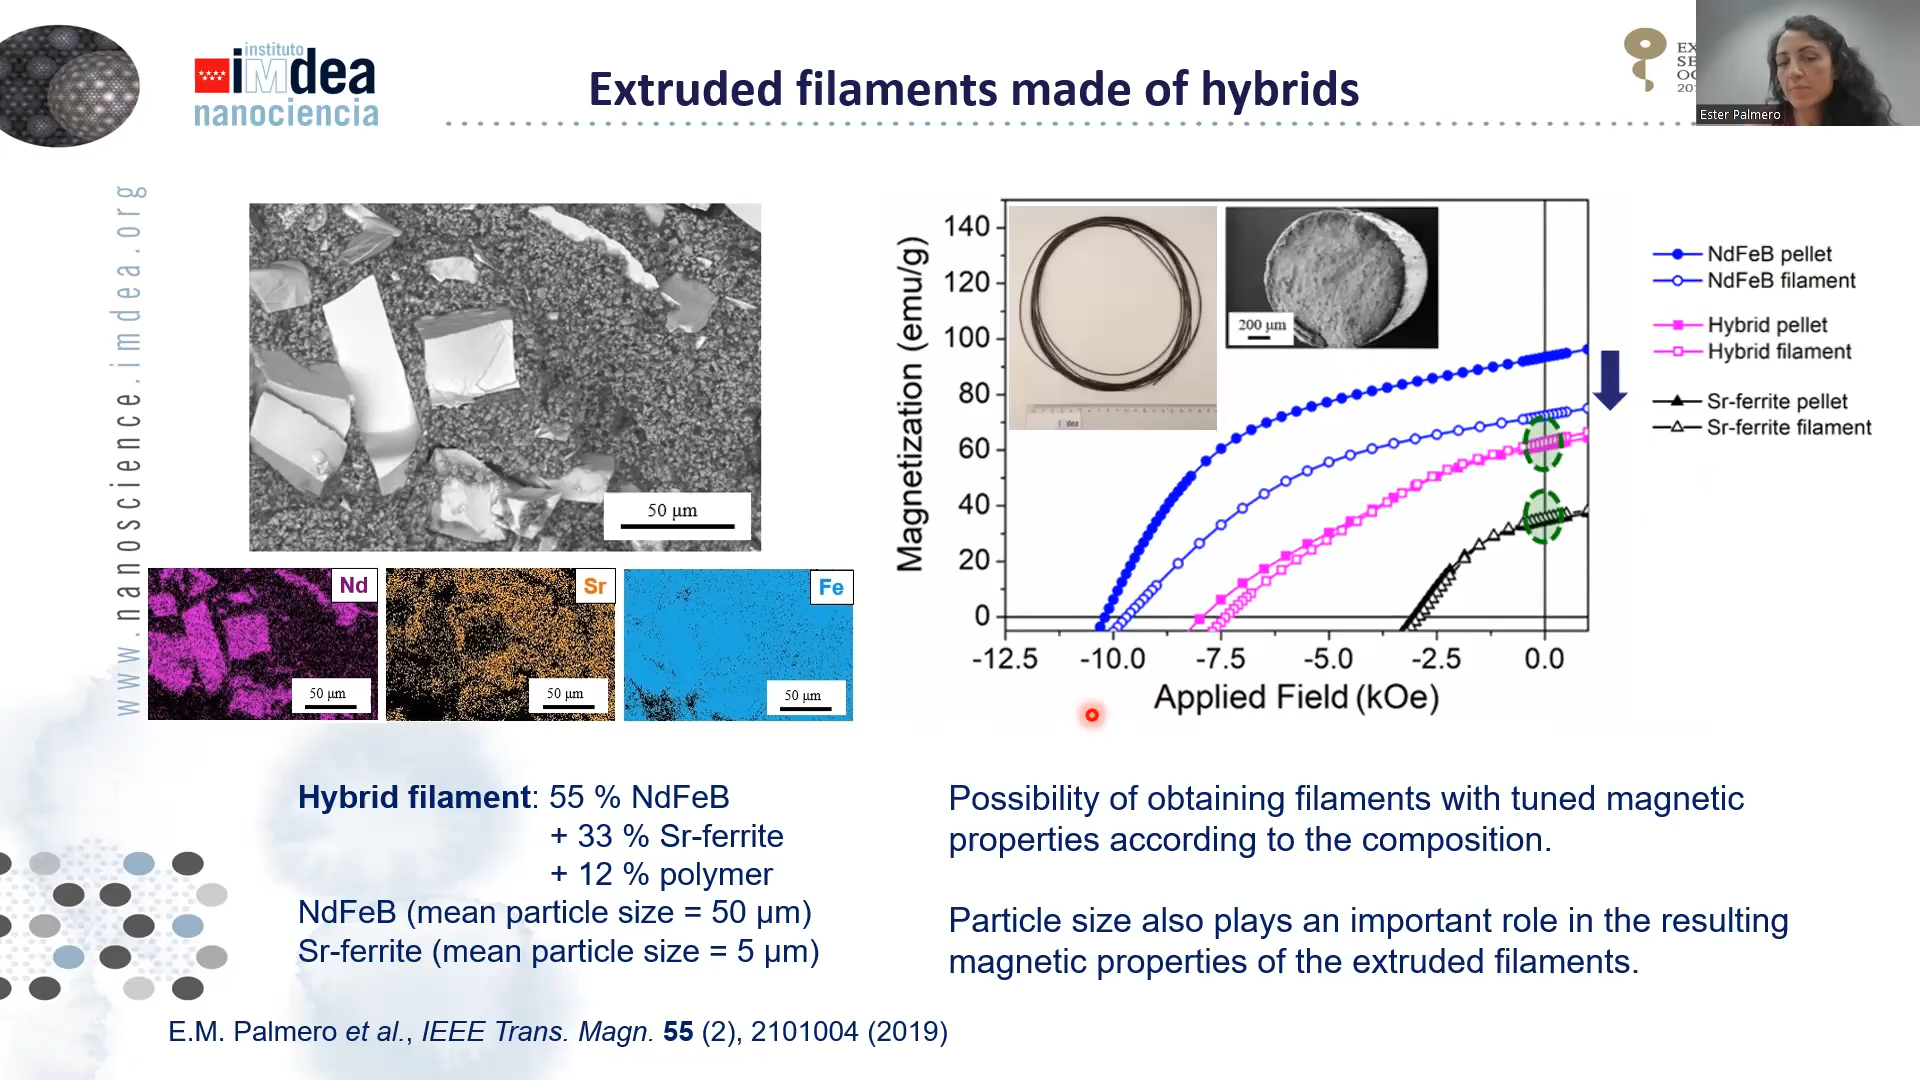 instituto
imdea
nanociencia
Extruded filaments made of hybrids
EX
SE
OC
201
Ester Palmero
www.nanoscience.imdea.org
50 µm
Nd
50 µm
Sr
50 µm
Fe
50 µm
Magnetization (emu/g)
140
120
100
80
60
40
20
0
-12.5 -10.0 -7.5 -5.0 -2.5 0.0
Applied Field (kOe)
200 µm
NdFeB pellet
NdFeB filament
Hybrid pellet
Hybrid filament
Sr-ferrite pellet
Sr-ferrite filament
Hybrid filament: 55 % NdFeB
+ 33 % Sr-ferrite
+ 12 % polymer
NdFeB (mean particle size = 50 µm)
Sr-ferrite (mean particle size = 5 µm)
Possibility of obtaining filaments with tuned magnetic
properties according to the composition.
Particle size also plays an important role in the resulting
magnetic properties of the extruded filaments.
E.M. Palmero et al., IEEE Trans. Magn. 55 (2), 2101004 (2019)